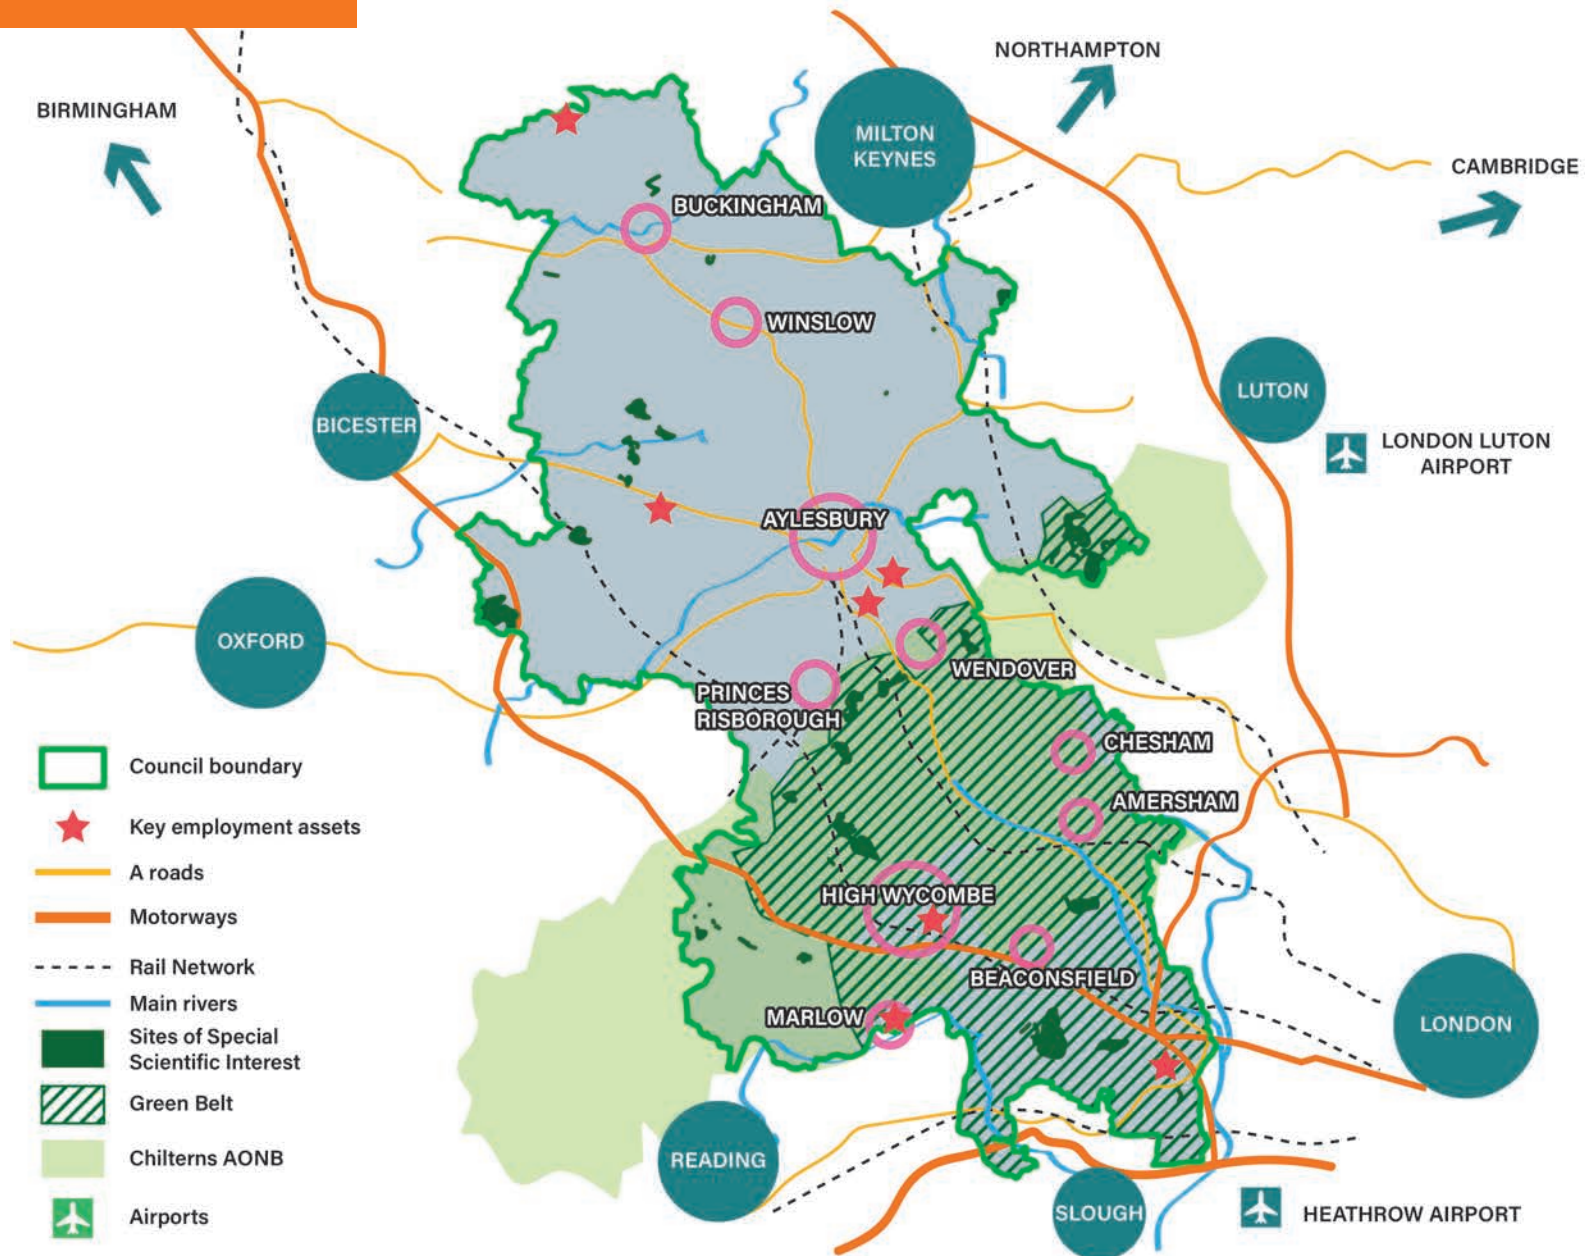 NORTHAMPTON
BIRMINGHAM
MILTON
KEYNES
CAMBRIDGE
BUCKINGHAM
WINSLOW
LUTON
BICESTER
LONDON LUTON
AIRPORT
AYLESBURY
OXFORD
WENDOVER
PRINCES
RISBOROUGH
CHESHAM
AMERSHAM
HIGH WYCOMBE
BEACONSFIELD
MARLOW
LONDON
READING
SLOUGH
HEATHROW AIRPORT
Council boundary
Key employment assets
A roads
Motorways
Rail Network
Main rivers
Sites of Special
Scientific Interest
Green Belt
Chilterns AONB
Airports